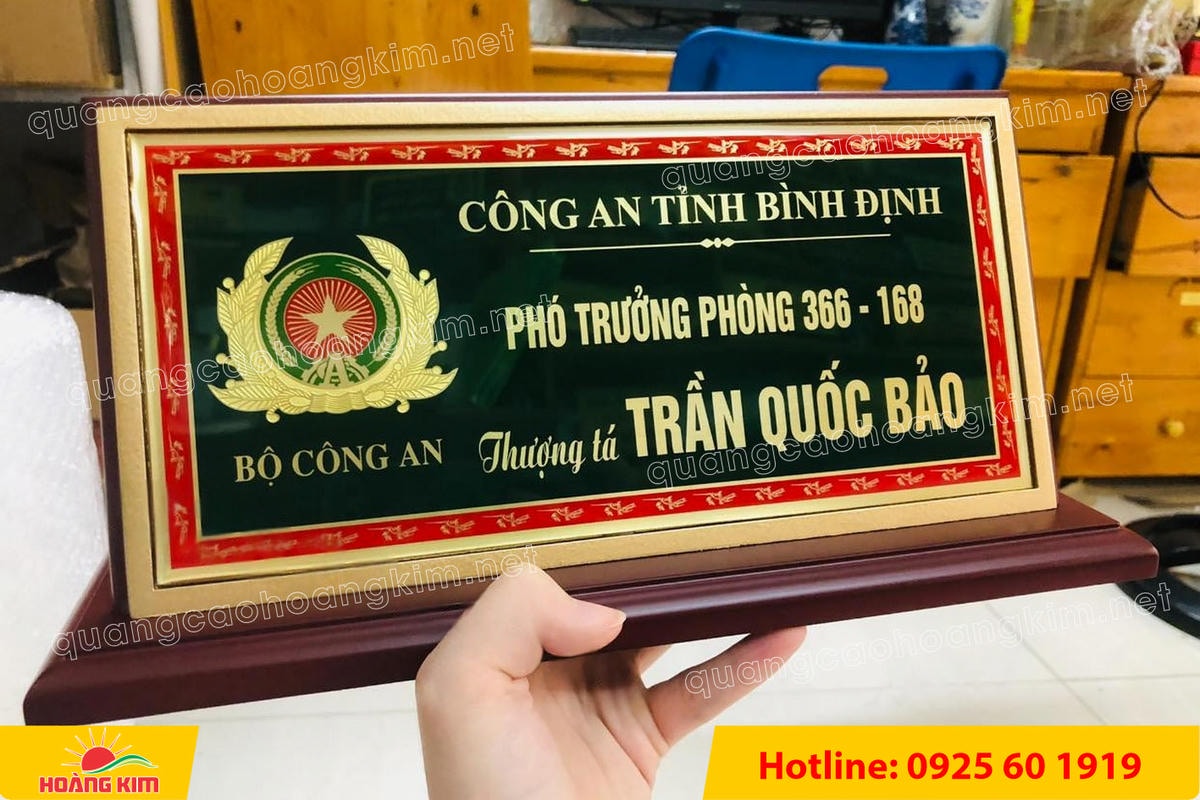 quangcaohoangkim.net
CÔNG AN TỈNH BÌNH ĐỊNH
PHÓ TRƯỞNG PHÒNG 366 - 168
Thượng tá TRẦN QUỐC BẢO
BỘ CÔNG AN
CA
HOÀNG KIM
Hotline: 0925 60 1919